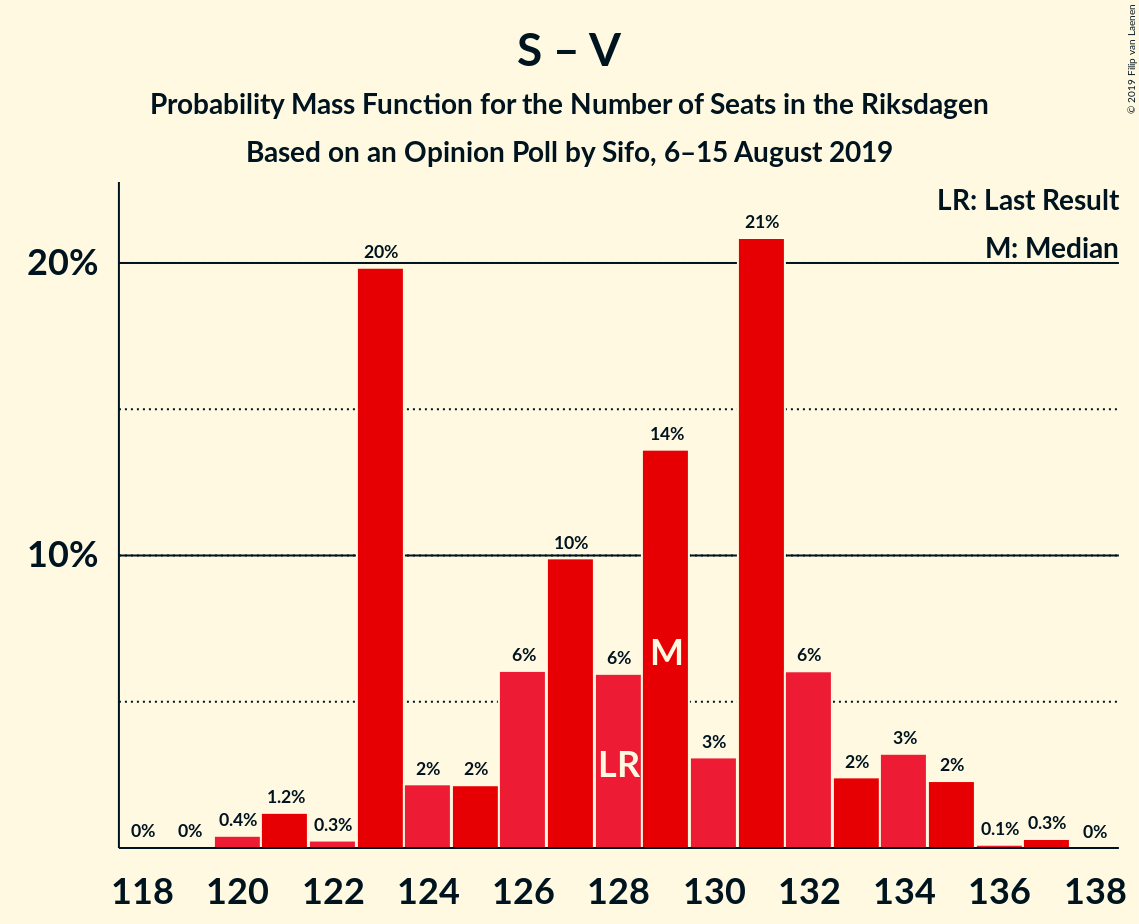 S – V
Probability Mass Function for the Number of Seats in the Riksdagen
Based on an Opinion Poll by Sifo, 6–15 August 2019
© 2019 Filip van Laenen
LR: Last Result
M: Median
20%
10%
0%
0%
0.4%
1.2%
0.3%
20%
2%
2%
6%
10%
6%
14%
3%
21%
6%
2%
3%
2%
0.1%
0.3%
0%
M
LR
118 120 122 124 126 128 130 132 134 136 138